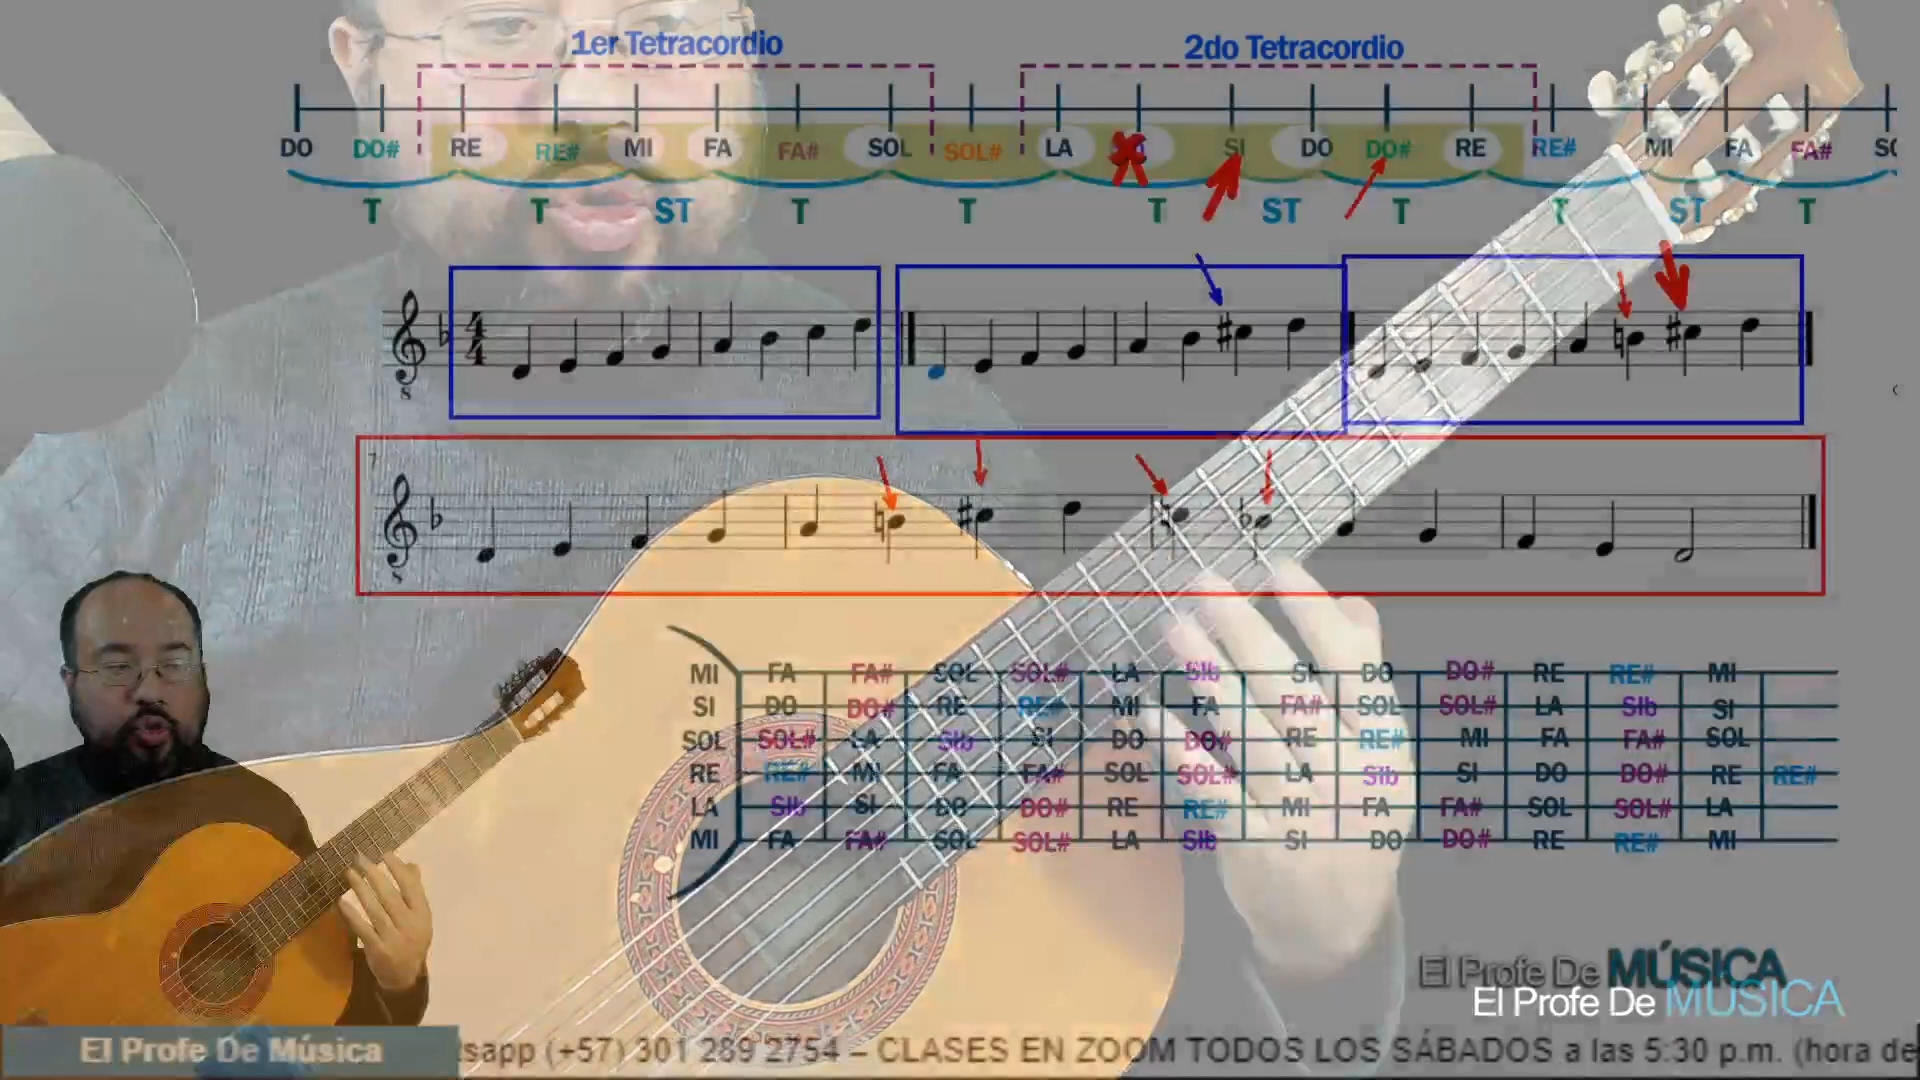 1er Tetracordio 2do Tetracordio
DO DO# RE RE# MI FA FA# SOL SOL# LA SI DO DO# RE RE# MI FA FA#
T T ST T T T ST T T ST T
4
4
8
7
8
MI FA FA# SOL SOL# LA SIb SI DO DO# RE RE# MI
SI DO DO# RE RE# MI FA FA# SOL SOL# LA SIb SI
SOL SOL# LA SIb SI DO DO# RE RE# MI FA FA# SOL
RE RE# MI FA FA# SOL SOL# LA SIb SI DO DO# RE RE#
LA SIb SI DO DO# RE RE# MI FA FA# SOL SOL# LA
MI FA FA# SOL SOL# LA SIb SI DO DO# RE RE# MI
El Profe De MÚSICA
El Profe De MÚSICA
El Profe De Música
sapp (+57) 301 289 2754 – CLASES EN ZOOM TODOS LOS SÁBADOS a las 5:30 p.m. (hora de